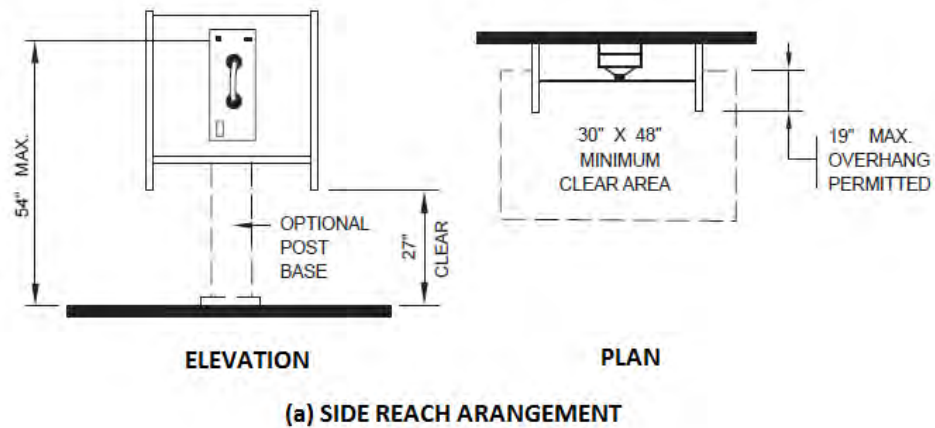 54" MAX.
OPTIONAL
POST
BASE
27"
CLEAR
30" X 48"
MINIMUM
CLEAR AREA
19" MAX.
OVERHANG
PERMITTED
ELEVATION
PLAN
(a) SIDE REACH ARANGEMENT